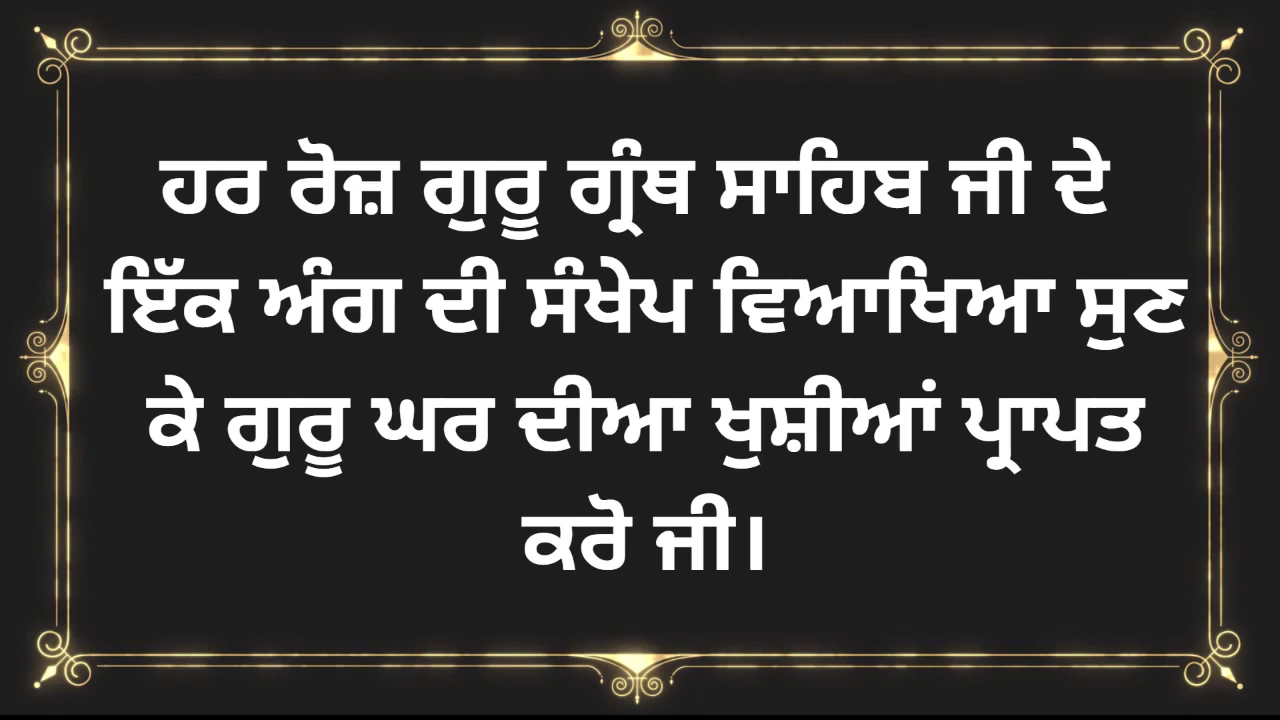 ਹਰ ਰੋਜ਼ ਗੁਰੂ ਗ੍ਰੰਥ ਸਾਹਿਬ ਜੀ ਦੇ
ਇੱਕ ਅੰਗ ਦੀ ਸੰਖੇਪ ਵਿਆਖਿਆ ਸੁਣ
ਕੇ ਗੁਰੂ ਘਰ ਦੀਆ ਖੁਸ਼ੀਆਂ ਪ੍ਰਾਪਤ
ਕਰੋ ਜੀ।